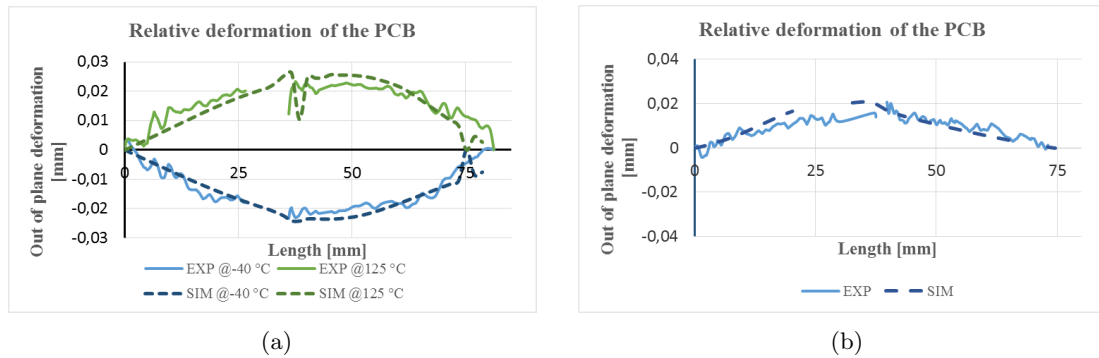 Relative deformation of the PCB
Out of plane deformation
[mm]
0,03
0,02
0,01
0
-0,01
-0,02
-0,03
0
25
50
75
Length [mm]
EXP @-40 °C
EXP @125 °C
SIM @-40 °C
SIM @125 °C
(a)
Relative deformation of the PCB
Out of plane deformation
[mm]
0,04
0,02
0
-0,02
-0,04
0
25
50
75
Length [mm]
EXP
SIM
(b)